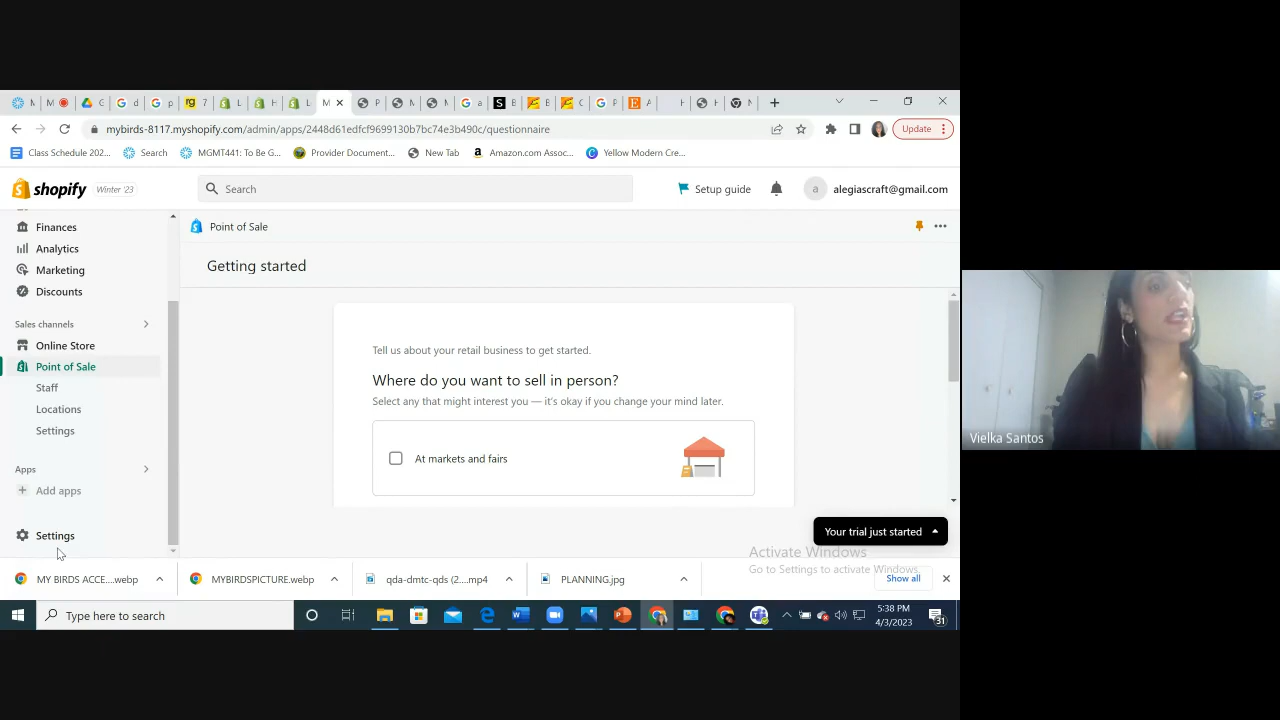 M
M
G
d
p
7
L
H
L
M
P
M
M
a
S
B
B
C
P
A
H
H
N
mybirds-8117.myshopify.com/admin/apps/2448d61edfcf9699130b7bc74e3b490c/questionnaire
Update
Class Schedule 202...
Search
MGMT441: To Be G...
Provider Document...
New Tab
Amazon.com Assoc...
Yellow Modern Cre...
shopify
Winter '23
Search
Setup guide
a
alegiascraft@gmail.com
Finances
Analytics
Marketing
Discounts
Sales channels
Online Store
Point of Sale
Staff
Locations
Settings
Apps
Add apps
Settings
Point of Sale
Getting started
Tell us about your retail business to get started.
Where do you want to sell in person?
Select any that might interest you — it's okay if you change your mind later.
At markets and fairs
Your trial just started
Activate Windows
Go to Settings to activate Windows.
Vielka Santos
MY BIRDS ACCE....webp
MYBIRDSPICTURE.webp
qda-dmtc-qds (2....mp4
PLANNING.jpg
Show all
Type here to search
5:38 PM
4/3/2023
31